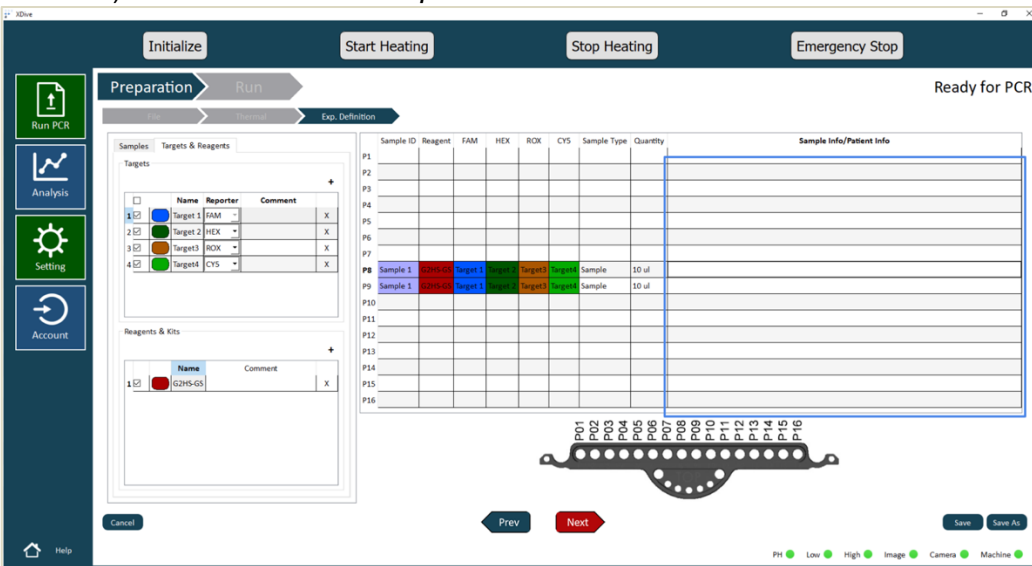 XDive
Initialize
Start Heating
Stop Heating
Emergency Stop
Run PCR
Analysis
Setting
Account
Help
Preparation
Run
Ready for PCR
File
Thermal
Exp. Definition
Samples Targets & Reagents
Targets
+
Name Reporter Comment
1 Target 1 FAM X
2 Target 2 HEX X
3 Target3 ROX X
4 Target4 CY5 X
Reagents & Kits
+
Name Comment
1 G2HS-GS X
Sample ID Reagent FAM HEX ROX CY5 Sample Type Quantity Sample Info/Patient Info
P1
P2
P3
P4
P5
P6
P7
P8 Sample 1 G2HS-GS Target 1 Target 2 Target3 Target4 Sample 10 ul
P9 Sample 1 G2HS-GS Target 1 Target 2 Target3 Target4 Sample 10 ul
P10
P11
P12
P13
P14
P15
P16
P01 P02 P03 P04 P05 P06 P07 P08 P09 P10 P11 P12 P13 P14 P15 P16
Cancel
Prev
Next
Save
Save As
PH Low High Image Camera Machine